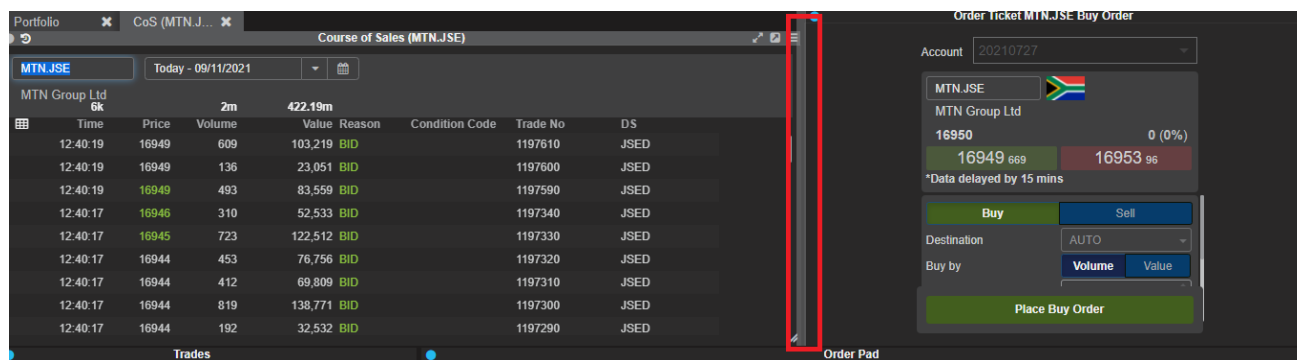 Portfolio ✖ CoS (MTN.J... ✖
Course of Sales (MTN.JSE)
MTN.JSE Today - 09/11/2021
MTN Group Ltd
6k 2m 422.19m
Time Price Volume Value Reason Condition Code Trade No DS
12:40:19 16949 609 103,219 BID 1197610 JSED
12:40:19 16949 136 23,051 BID 1197600 JSED
12:40:19 16949 493 83,559 BID 1197590 JSED
12:40:17 16946 310 52,533 BID 1197340 JSED
12:40:17 16945 723 122,512 BID 1197330 JSED
12:40:17 16944 453 76,756 BID 1197320 JSED
12:40:17 16944 412 69,809 BID 1197310 JSED
12:40:17 16944 819 138,771 BID 1197300 JSED
12:40:17 16944 192 32,532 BID 1197290 JSED
Trades
Order Ticket MTN.JSE Buy Order
Account 20210727
MTN.JSE
MTN Group Ltd
16950 0 (0%)
16949 669 16953 96
*Data delayed by 15 mins
Buy Sell
Destination AUTO
Buy by Volume Value
Place Buy Order
Order Pad